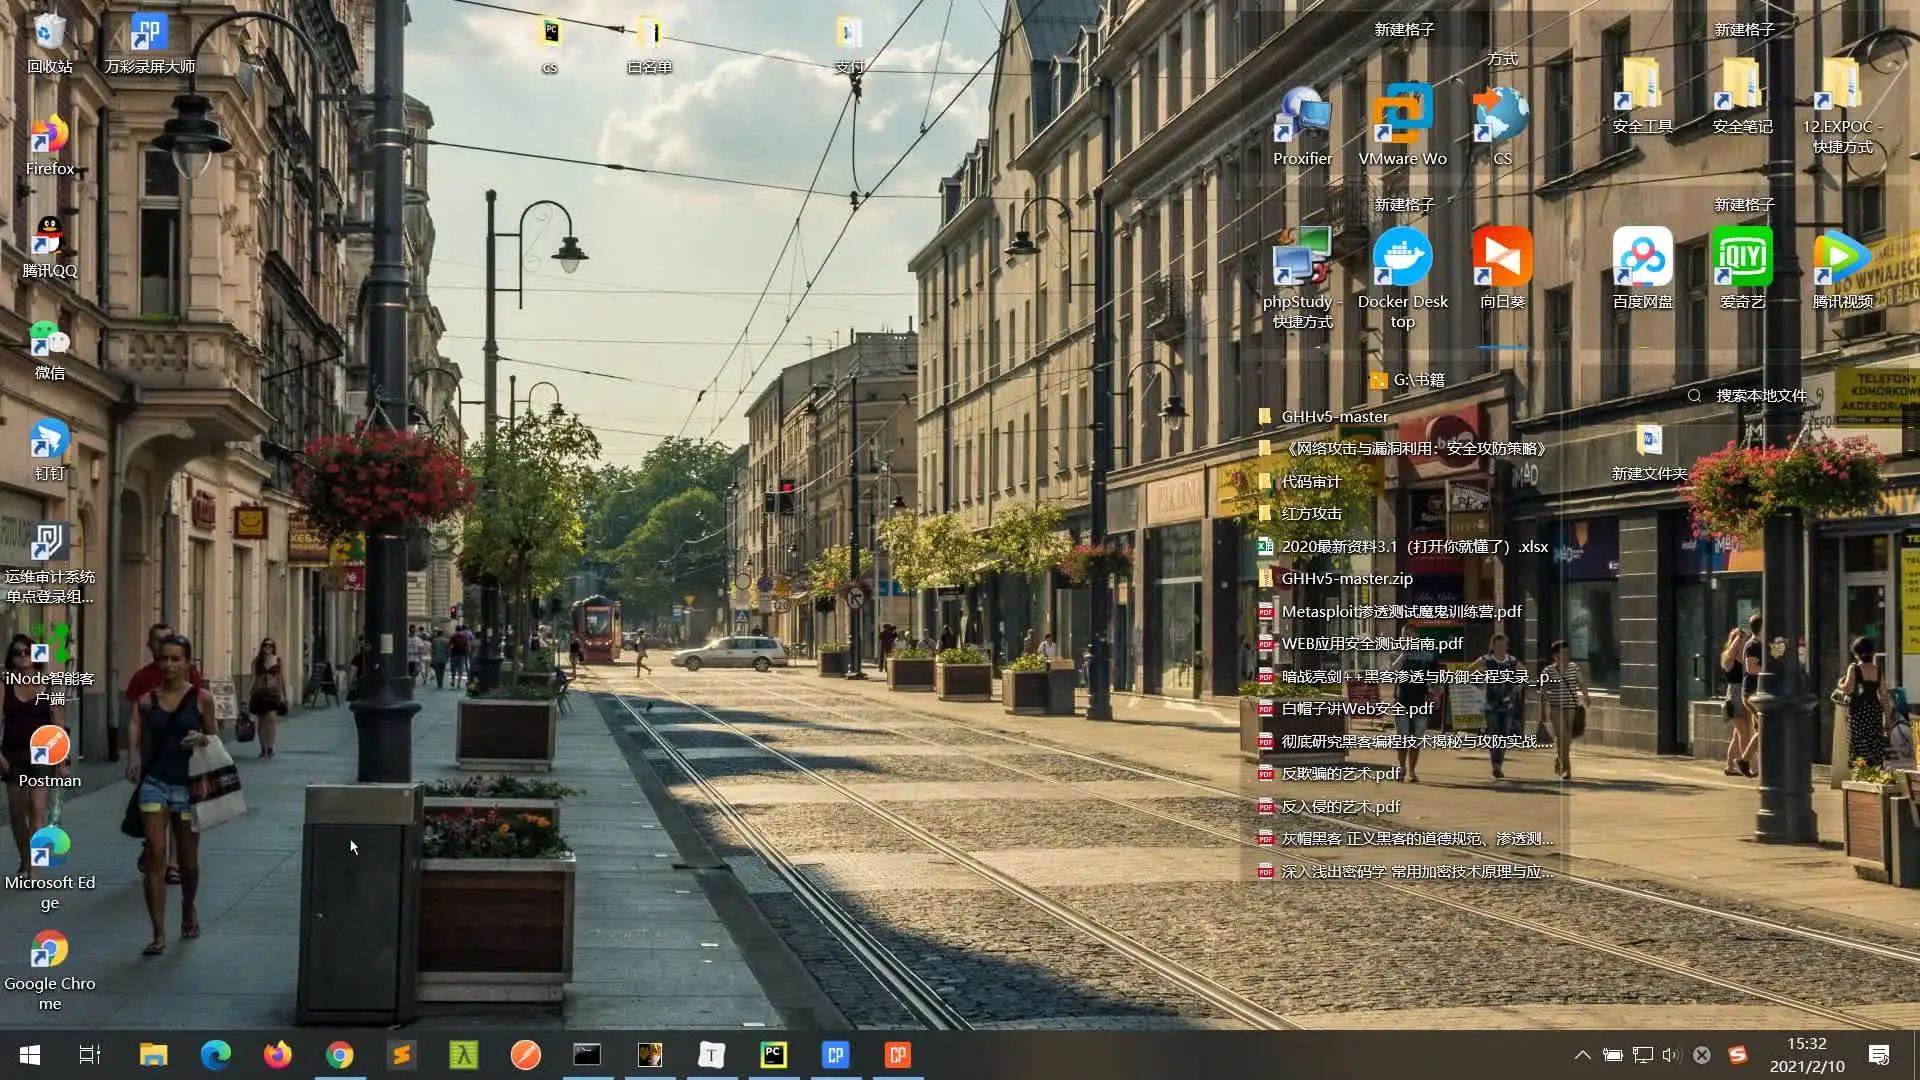 回收站
万彩录屏大师
cs
白名单
支付
Firefox
腾讯QQ
微信
钉钉
运维审计系统
单点登录组...
iNode智能客
户端
Postman
Microsoft Ed
ge
Google Chro
me
新建格子
方式
Proxifier
VMware Wo
CS
新建格子
安全工具
安全笔记
12.EXPOC -
快捷方式
新建格子
phpStudy -
快捷方式
Docker Desk
top
向日葵
新建格子
百度网盘
爱奇艺
腾讯视频
iQIYI
G:\书籍
GHHv5-master
《网络攻击与漏洞利用：安全攻防策略》
代码审计
红方攻击
2020最新资料3.1（打开你就懂了）.xlsx
GHHv5-master.zip
Metasploit渗透测试魔鬼训练营.pdf
WEB应用安全测试指南.pdf
暗战亮剑++黑客渗透与防御全程实录_.p...
白帽子讲Web安全.pdf
彻底研究黑客编程技术揭秘与攻防实战....
反欺骗的艺术.pdf
反入侵的艺术.pdf
灰帽黑客 正义黑客的道德规范、渗透测...
深入浅出密码学 常用加密技术原理与应...
搜索本地文件
新建文件夹
TELEFONY
KOMÓRKOWE
AKCESORIA
15:32
2021/2/10